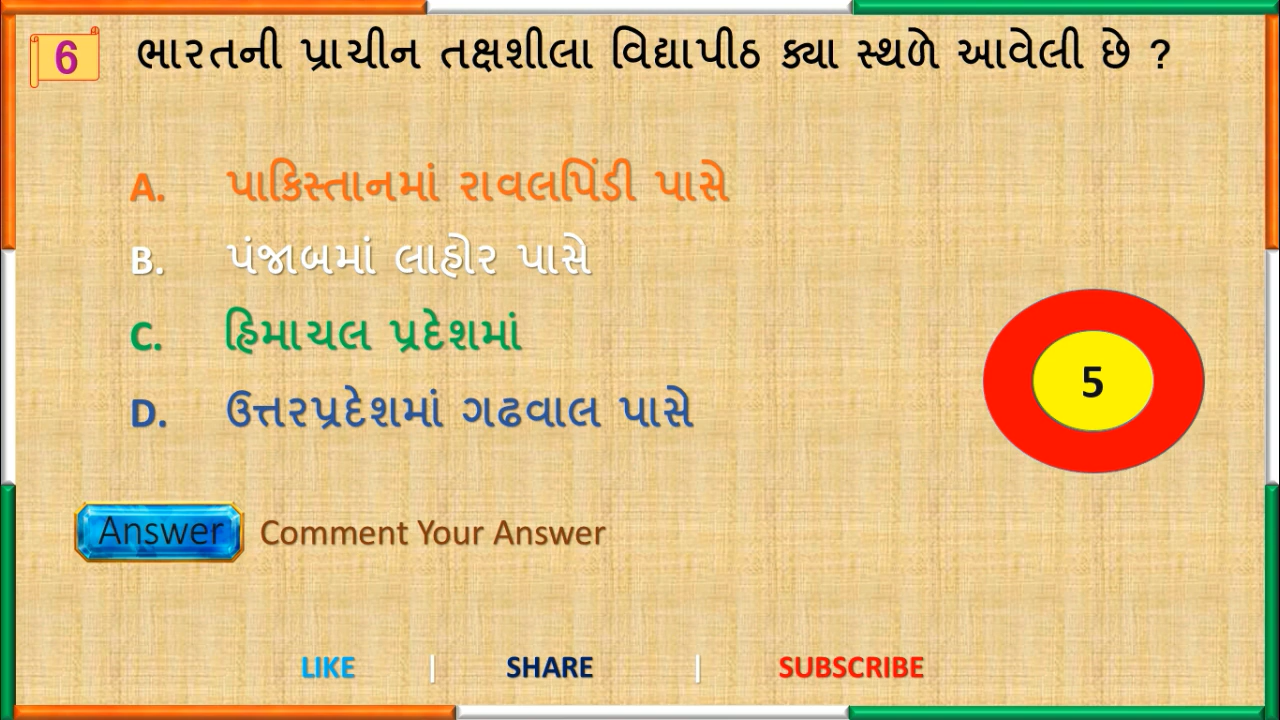 6 ભારતની પ્રાચીન તક્ષશીલા વિદ્યાપીઠ ક્યા સ્થળે આવેલી છે ?
A. પાકિસ્તાનમાં રાવલપિંડી પાસે
B. પંજાબમાં લાહોર પાસે
C. હિમાચલ પ્રદેશમાં
5
D. ઉત્તરપ્રદેશમાં ગઢવાલ પાસે
Answer Comment Your Answer
LIKE | SHARE | SUBSCRIBE